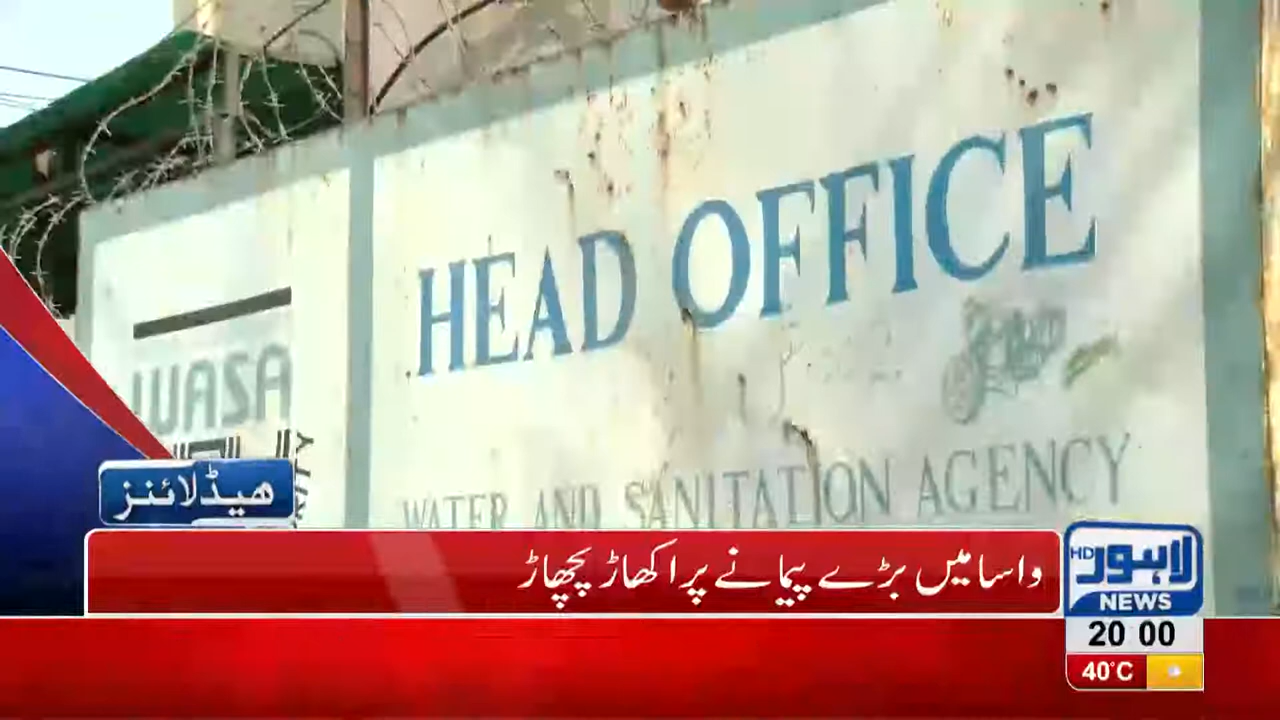 HEAD OFFICE
WASA
WATER AND SANITATION AGENCY
ھیڈلائنز
واسا میں بڑے پیمانے پر اکھاڑ پچھاڑ
HD لاہور
NEWS
20 00
40°C